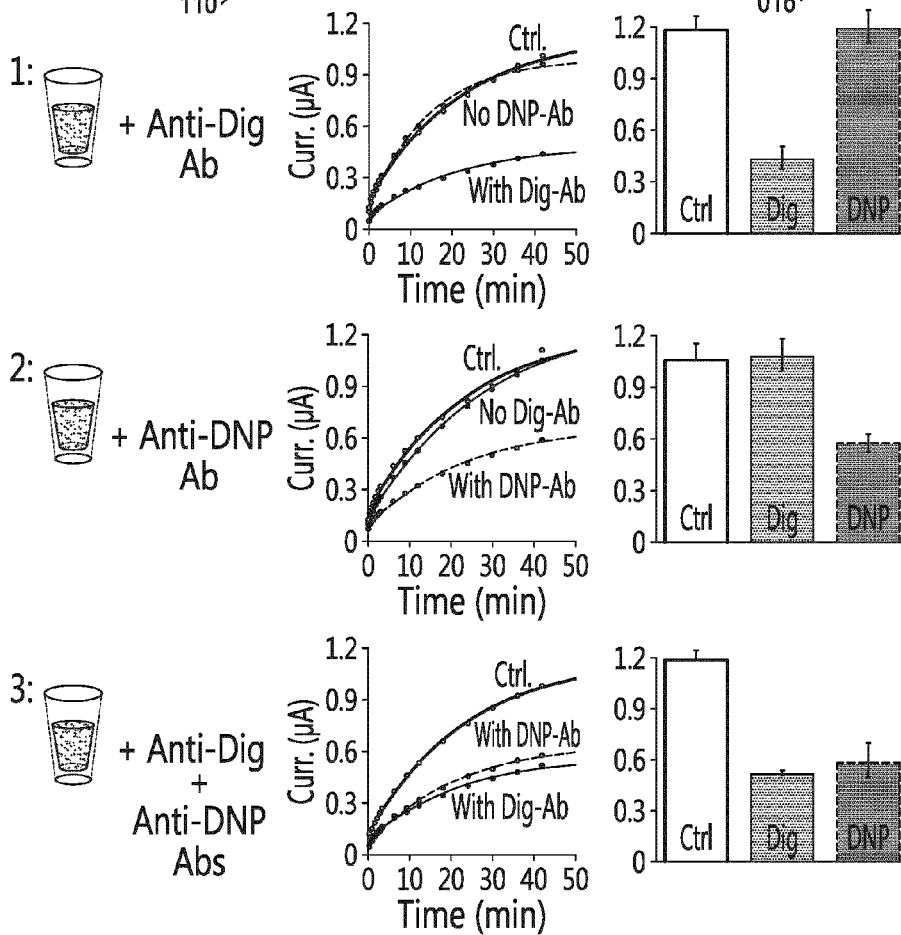 1:
+ Anti-Dig
Ab
Curr. (μA)
1.2
0.9
0.6
0.3
0
Ctrl.
No DNP-Ab
With Dig-Ab
0 10 20 30 40 50
Time (min)
1.2
0.9
0.6
0.3
0
Ctrl Dig DNP
2:
+ Anti-DNP
Ab
Curr. (μA)
1.2
0.9
0.6
0.3
0
Ctrl.
No Dig-Ab
With DNP-Ab
0 10 20 30 40 50
Time (min)
1.2
0.9
0.6
0.3
0
Ctrl Dig DNP
3:
+ Anti-Dig
+
Anti-DNP
Abs
Curr. (μA)
1.2
0.9
0.6
0.3
0
Ctrl.
With DNP-Ab
With Dig-Ab
0 10 20 30 40 50
Time (min)
1.2
0.9
0.6
0.3
0
Ctrl Dig DNP